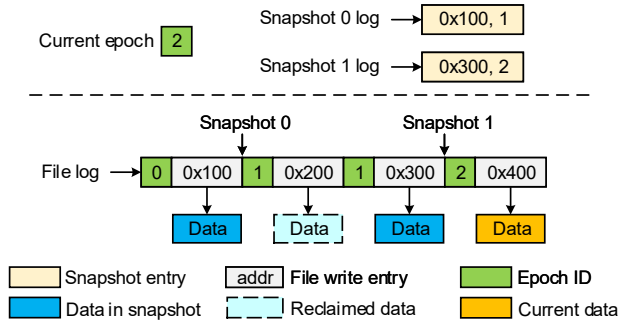 Snapshot 0 log
0x100, 1
Current epoch
2
Snapshot 1 log
0x300, 2
Snapshot 0
Snapshot 1
File log
0
0x100
1
0x200
1
0x300
2
0x400
Data
Data
Data
Data
Snapshot entry
addr
File write entry
Epoch ID
Data in snapshot
Reclaimed data
Current data